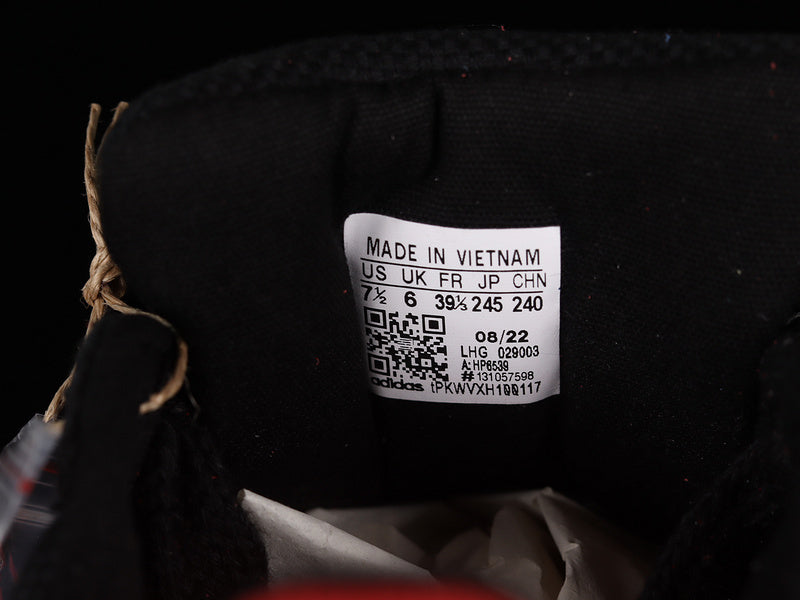 MADE IN VIETNAM
US UK FR JP CHN
7½ 6 39⅓ 245 240
08/22
LHG 029003
A: HP6539
# 131057598
adidas tPKWVXH100117